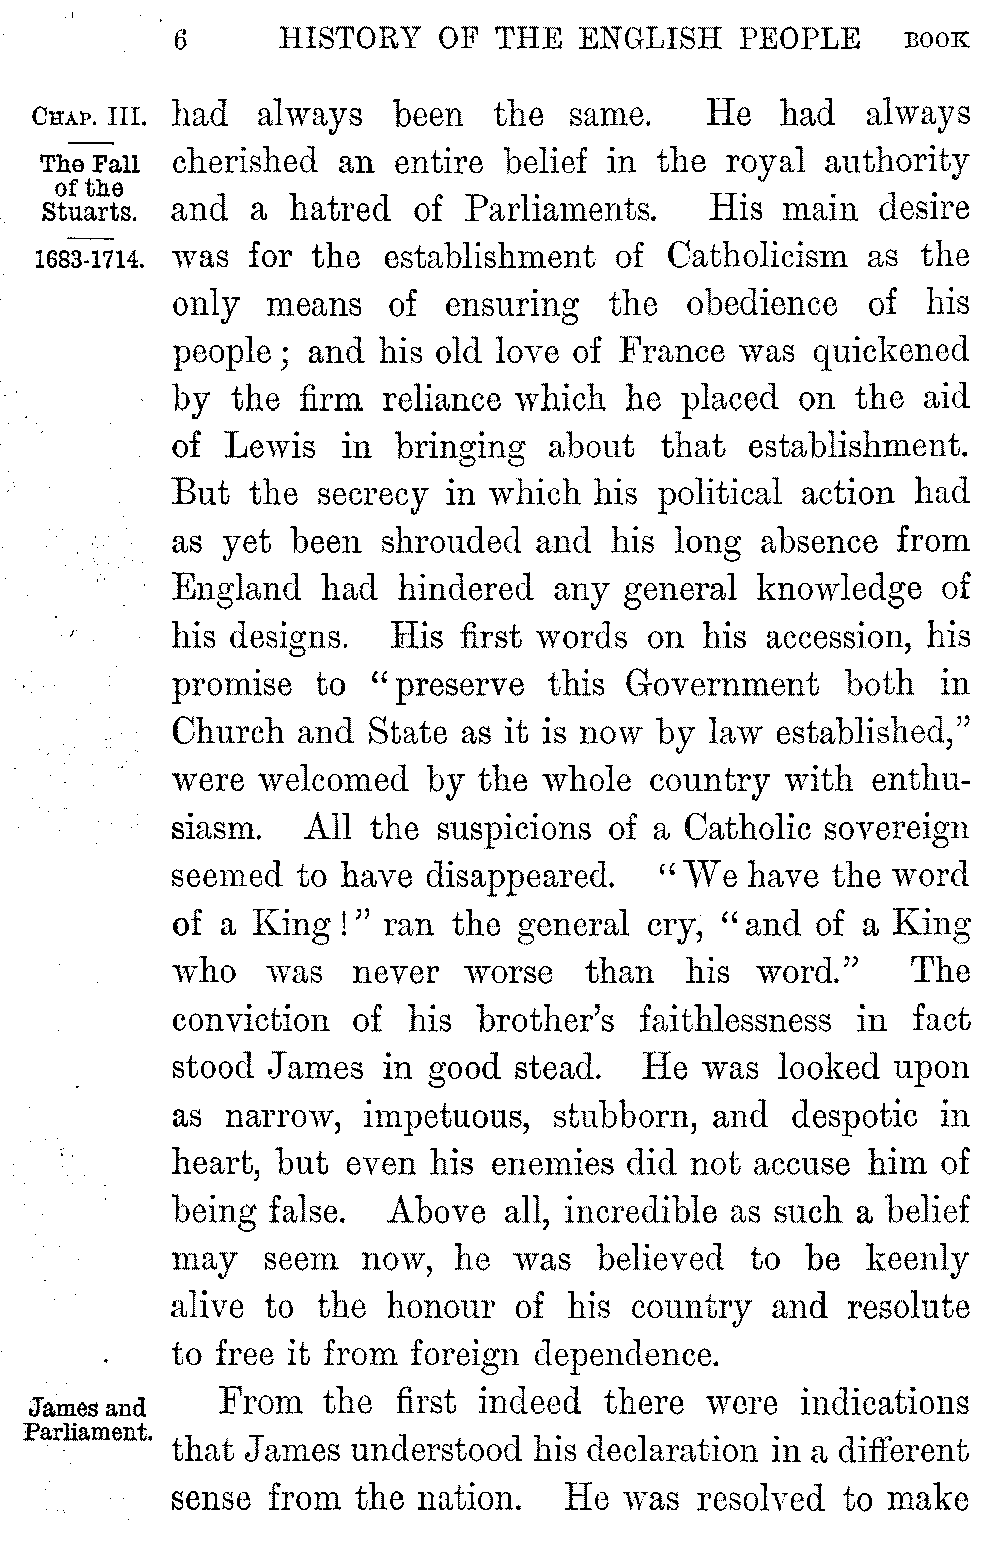 6 HISTORY OF THE ENGLISH PEOPLE BOOK
CHAP. III.
The Fall
of the
Stuarts.
1683-1714.
had always been the same. He had always
cherished an entire belief in the royal authority
and a hatred of Parliaments. His main desire
was for the establishment of Catholicism as the
only means of ensuring the obedience of his
people; and his old love of France was quickened
by the firm reliance which he placed on the aid
of Lewis in bringing about that establishment.
But the secrecy in which his political action had
as yet been shrouded and his long absence from
England had hindered any general knowledge of
his designs. His first words on his accession, his
promise to “preserve this Government both in
Church and State as it is now by law established,”
were welcomed by the whole country with enthu-
siasm. All the suspicions of a Catholic sovereign
seemed to have disappeared. “We have the word
of a King!” ran the general cry, “and of a King
who was never worse than his word.” The
conviction of his brother’s faithlessness in fact
stood James in good stead. He was looked upon
as narrow, impetuous, stubborn, and despotic in
heart, but even his enemies did not accuse him of
being false. Above all, incredible as such a belief
may seem now, he was believed to be keenly
alive to the honour of his country and resolute
to free it from foreign dependence.
James and
Parliament.
From the first indeed there were indications
that James understood his declaration in a different
sense from the nation. He was resolved to make